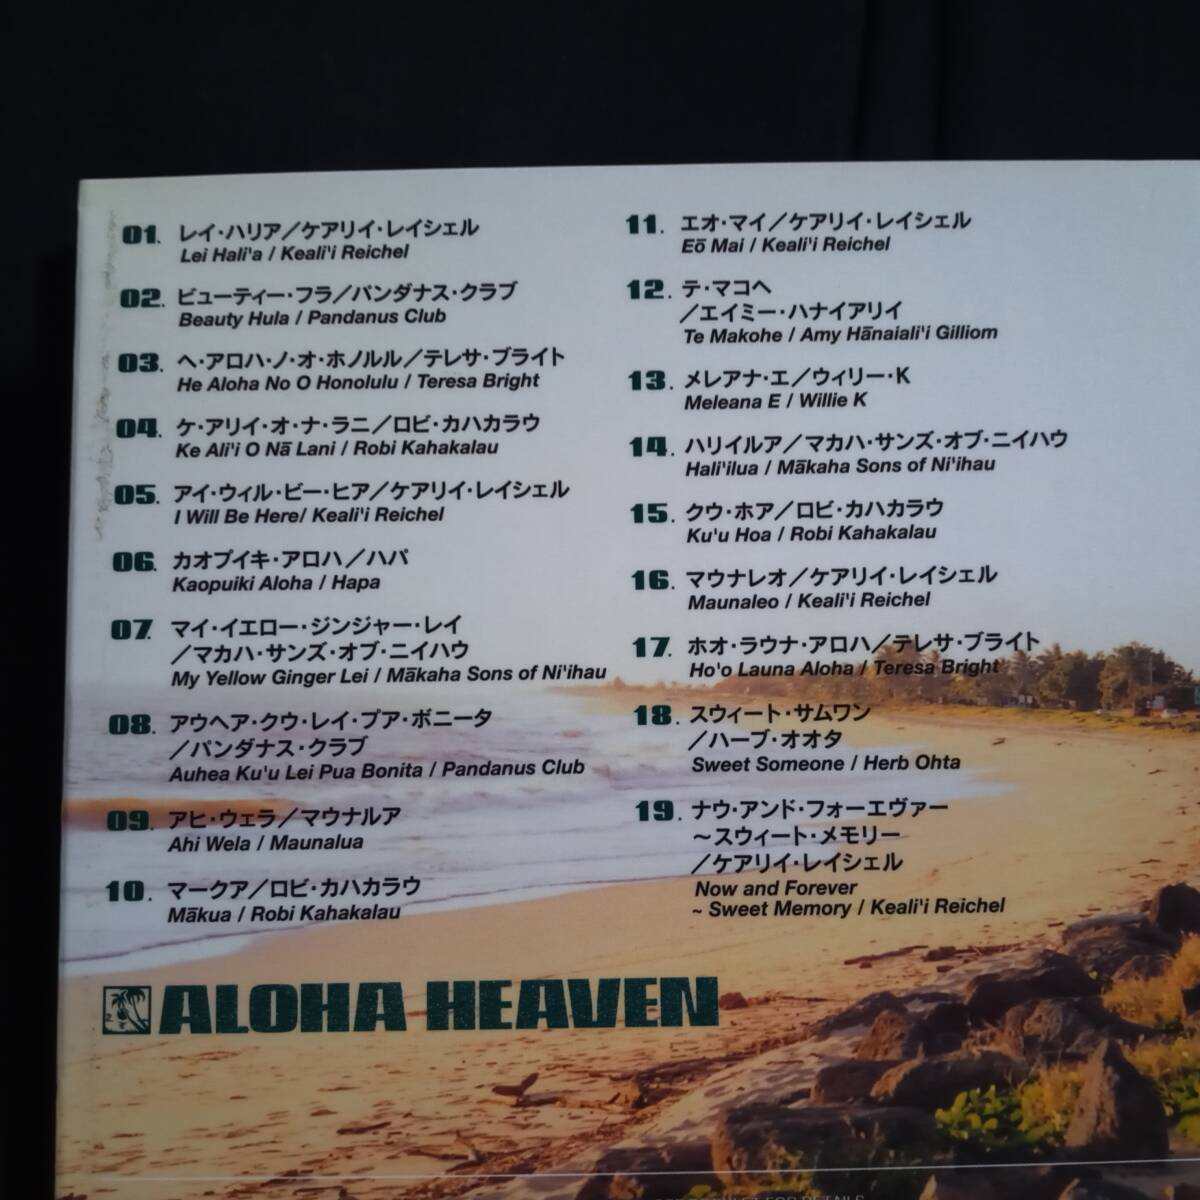 01. レイ・ハリア／ケアリイ・レイシェル
Lei Hali'a / Keali'i Reichel
02. ビューティー・フラ／パンダナス・クラブ
Beauty Hula / Pandanus Club
03. ヘ・アロハ・ノ・オ・ホノルル／テレサ・ブライト
He Aloha No O Honolulu / Teresa Bright
04. ケ・アリイ・オ・ナ・ラニ／ロビ・カハカラウ
Ke Ali'i O Nā Lani / Robi Kahakalau
05. アイ・ウィル・ビー・ヒア／ケアリイ・レイシェル
I Will Be Here/ Keali'i Reichel
06. カオプイキ・アロハ／ハパ
Kaopuiki Aloha / Hapa
07. マイ・イエロー・ジンジャー・レイ
／マカハ・サンズ・オブ・ニイハウ
My Yellow Ginger Lei / Mākaha Sons of Ni'ihau
08. アウヘア・クウ・レイ・プア・ボニータ
／パンダナス・クラブ
Auhea Ku'u Lei Pua Bonita / Pandanus Club
09. アヒ・ウェラ／マウナルア
Ahi Wela / Maunalua
10. マークア／ロビ・カハカラウ
Mākua / Robi Kahakalau
11. エオ・マイ／ケアリイ・レイシェル
Eō Mai / Keali'i Reichel
12. テ・マコヘ
／エイミー・ハナイアリイ
Te Makohe / Amy Hānaiali'i Gilliom
13. メレアナ・エ／ウィリー・K
Meleana E / Willie K
14. ハリイルア／マカハ・サンズ・オブ・ニイハウ
Hali'ilua / Mākaha Sons of Ni'ihau
15. クウ・ホア／ロビ・カハカラウ
Ku'u Hoa / Robi Kahakalau
16. マウナレオ／ケアリイ・レイシェル
Maunaleo / Keali'i Reichel
17. ホオ・ラウナ・アロハ／テレサ・ブライト
Ho'o Launa Aloha / Teresa Bright
18. スウィート・サムワン
／ハーブ・オオタ
Sweet Someone / Herb Ohta
19. ナウ・アンド・フォーエヴァー
～スウィート・メモリー
／ケアリイ・レイシェル
Now and Forever
~ Sweet Memory / Keali'i Reichel
ALOHA HEAVEN
FOR DETAILS